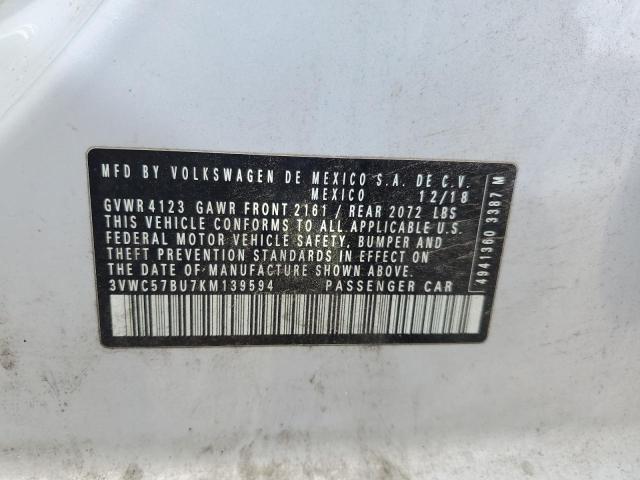 MFD BY VOLKSWAGEN DE MEXICO S.A. DE C.V.
MEXICO 12/18
GVWR 4123 GAWR FRONT 2161 / REAR 2072 LBS
THIS VEHICLE CONFORMS TO ALL APPLICABLE U.S.
FEDERAL MOTOR VEHICLE SAFETY, BUMPER AND
THEFT PREVENTION STANDARDS IN EFFECT ON
THE DATE OF MANUFACTURE SHOWN ABOVE.
3VWC57BU7KM139594 PASSENGER CAR
4941360 3387 M